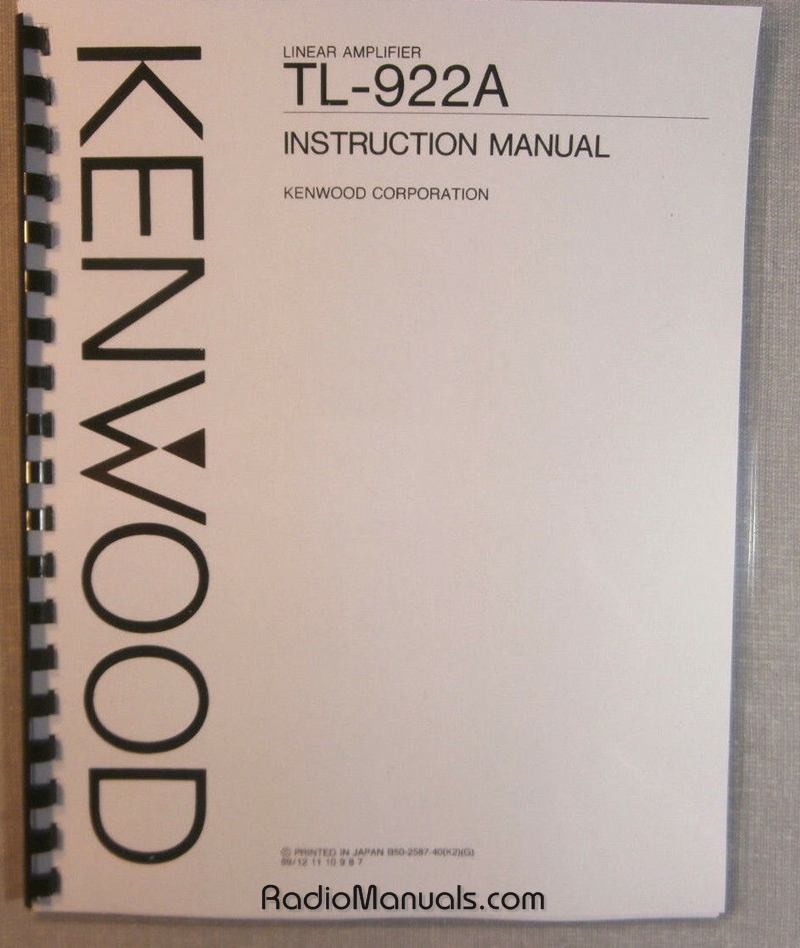 KENWOOD
LINEAR AMPLIFIER
TL-922A
INSTRUCTION MANUAL
KENWOOD CORPORATION
© PRINTED IN JAPAN B50-2587-40(K2)(G)
89/12 11 10 9 8 7
RadioManuals.com